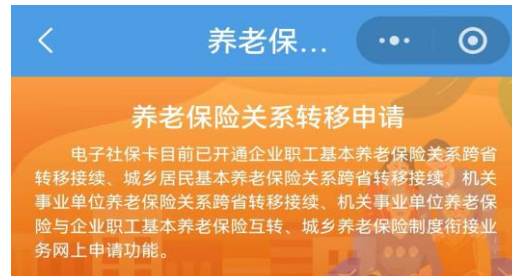 养老保...
养老保险关系转移申请
电子社保卡目前已开通企业职工基本养老保险关系跨省
转移接续、城乡居民基本养老保险关系跨省转移接续、机关
事业单位养老保险关系跨省转移接续、机关事业单位养老保
险与企业职工基本养老保险互转、城乡养老保险制度衔接业
务网上申请功能。